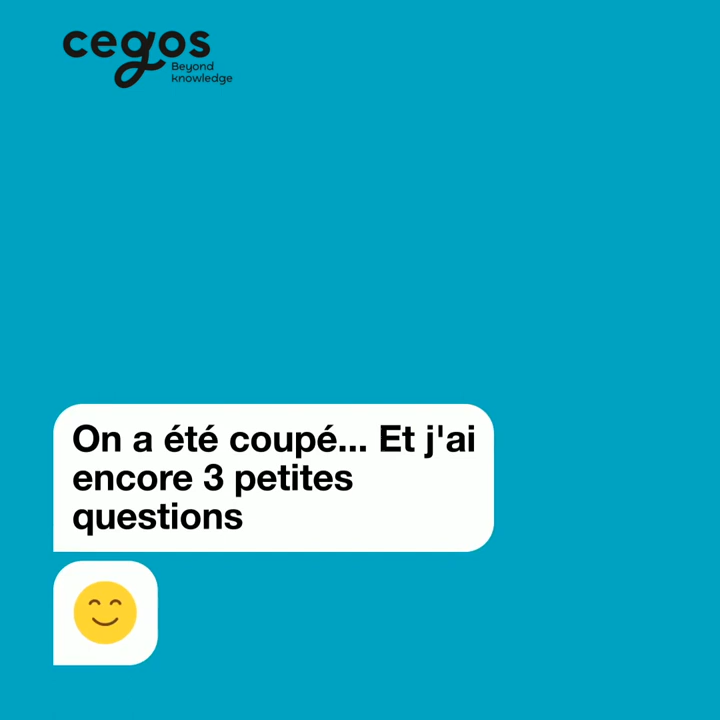 cegos
Beyond
knowledge
On a été coupé... Et j'ai
encore 3 petites
questions